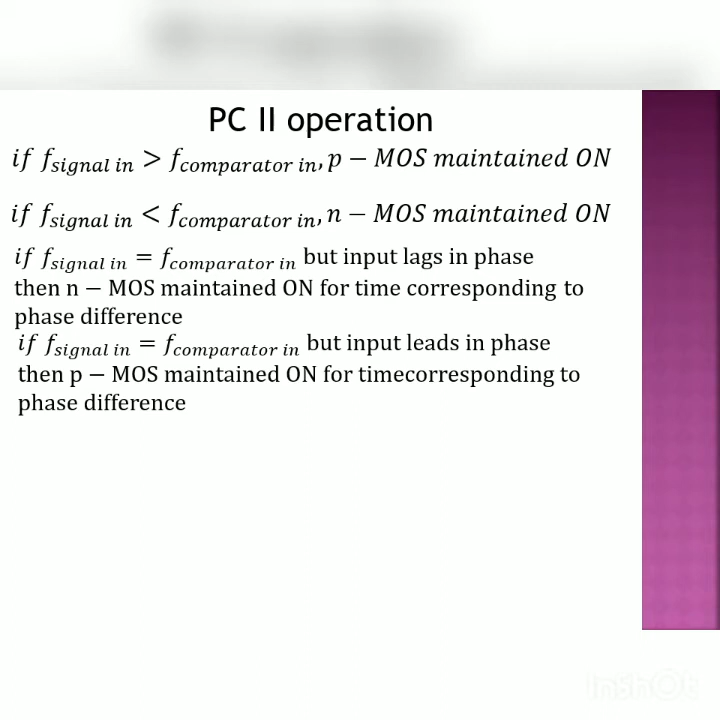 PC II operation
if f_signal in > f_comparator in, p − MOS maintained ON
if f_signal in < f_comparator in, n − MOS maintained ON
if f_signal in = f_comparator in but input lags in phase
then n − MOS maintained ON for time corresponding to
phase difference
if f_signal in = f_comparator in but input leads in phase
then p − MOS maintained ON for timecorresponding to
phase difference
InShOt